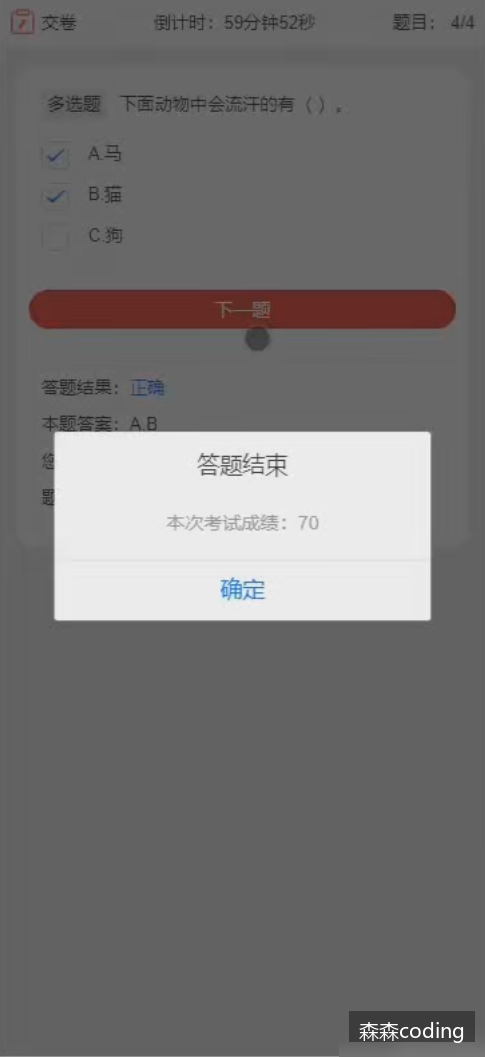 交卷 倒计时：59分钟52秒 题目： 4/4
多选题 下面动物中会流汗的有（ ）。
A.马
B.猫
C.狗
下一题
答题结果：正确
本题答案：A.B
您
题
答题结束
本次考试成绩：70
确定
森森coding